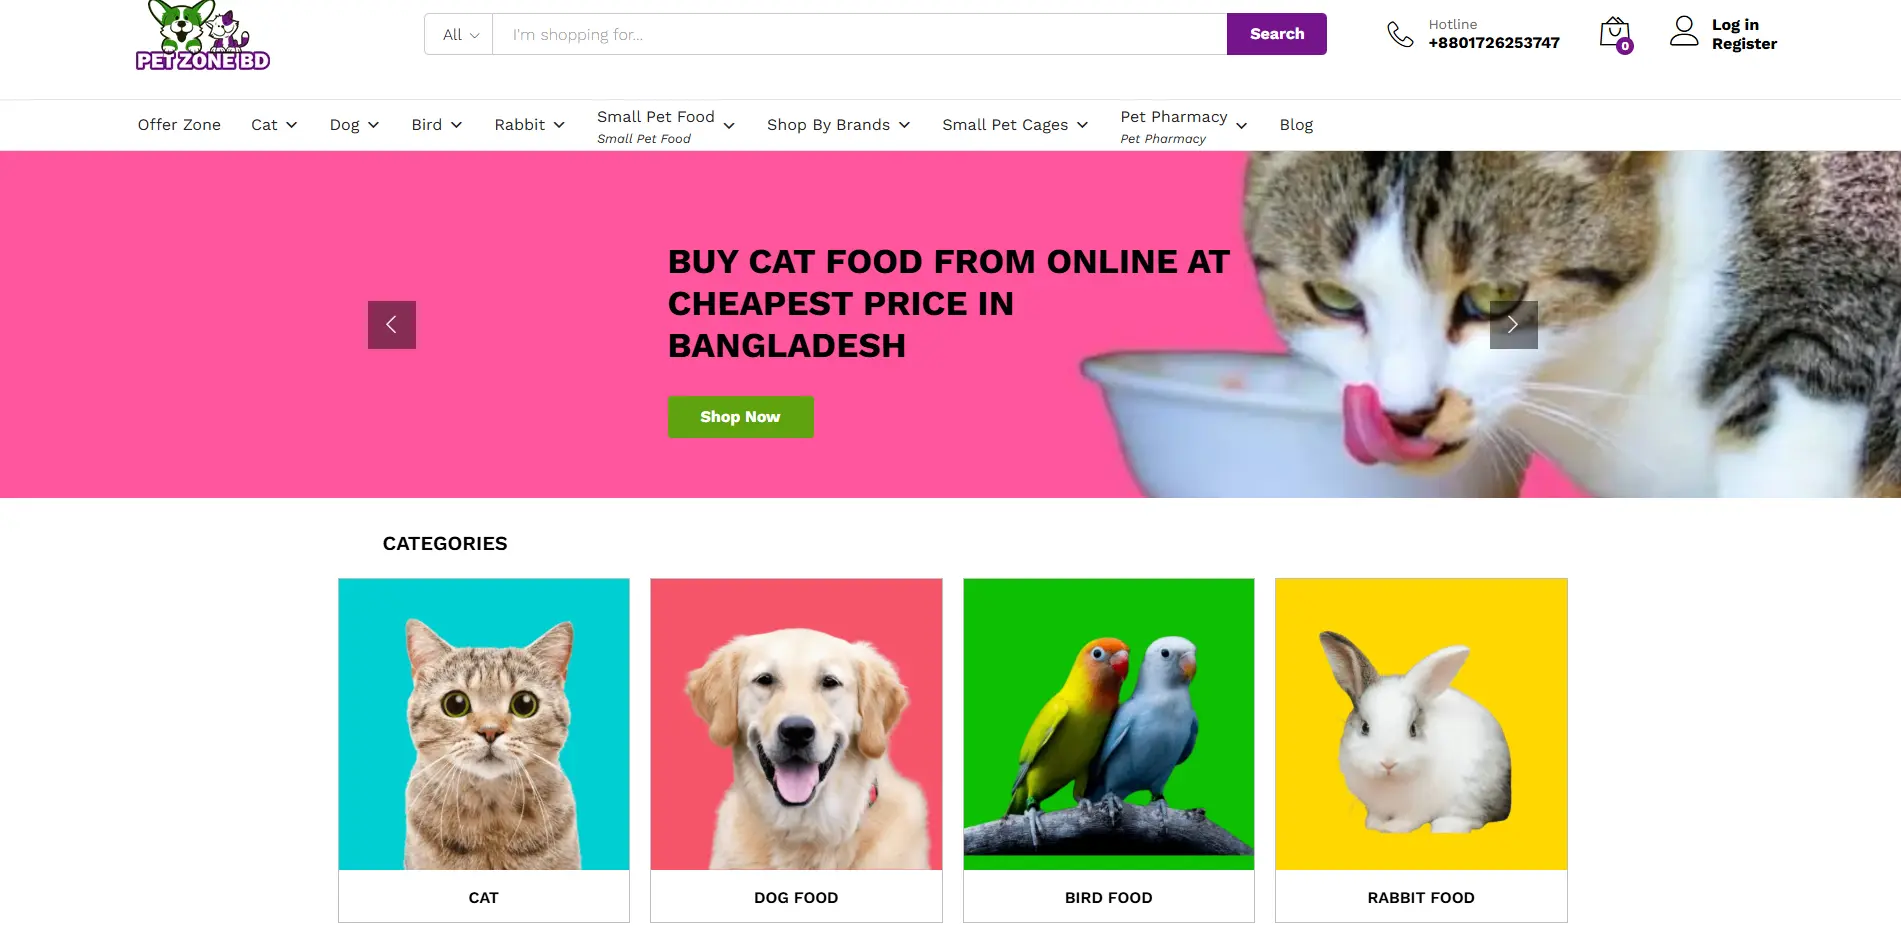 PET ZONE BD
All
I'm shopping for...
Search
Hotline
+8801726253747
0
Log in
Register
Offer Zone
Cat
Dog
Bird
Rabbit
Small Pet Food
Small Pet Food
Shop By Brands
Small Pet Cages
Pet Pharmacy
Pet Pharmacy
Blog
BUY CAT FOOD FROM ONLINE AT
CHEAPEST PRICE IN
BANGLADESH
Shop Now
CATEGORIES
CAT
DOG FOOD
BIRD FOOD
RABBIT FOOD